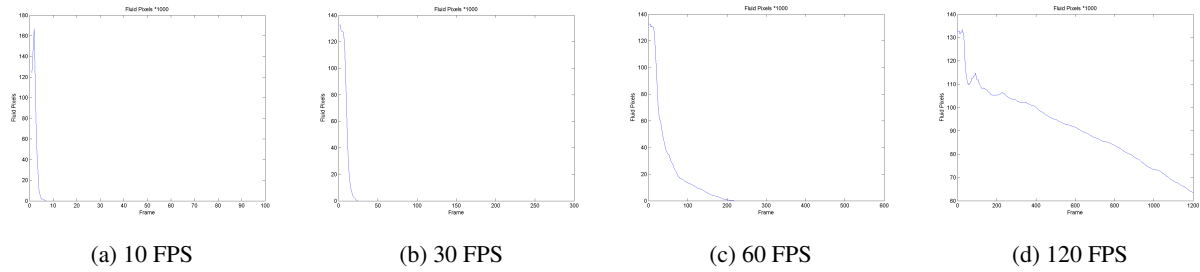 Fluid Pixels *1000
Fluid Pixels
180
160
140
120
100
80
60
40
20
0
0 10 20 30 40 50 60 70 80 90 100
Frame
(a) 10 FPS
Fluid Pixels *1000
Fluid Pixels
140
120
100
80
60
40
20
0
0 50 100 150 200 250 300
Frame
(b) 30 FPS
Fluid Pixels *1000
Fluid Pixels
140
120
100
80
60
40
20
0
0 100 200 300 400 500 600
Frame
(c) 60 FPS
Fluid Pixels *1000
Fluid Pixels
140
130
120
110
100
90
80
70
60
0 200 400 600 800 1000 1200
Frame
(d) 120 FPS